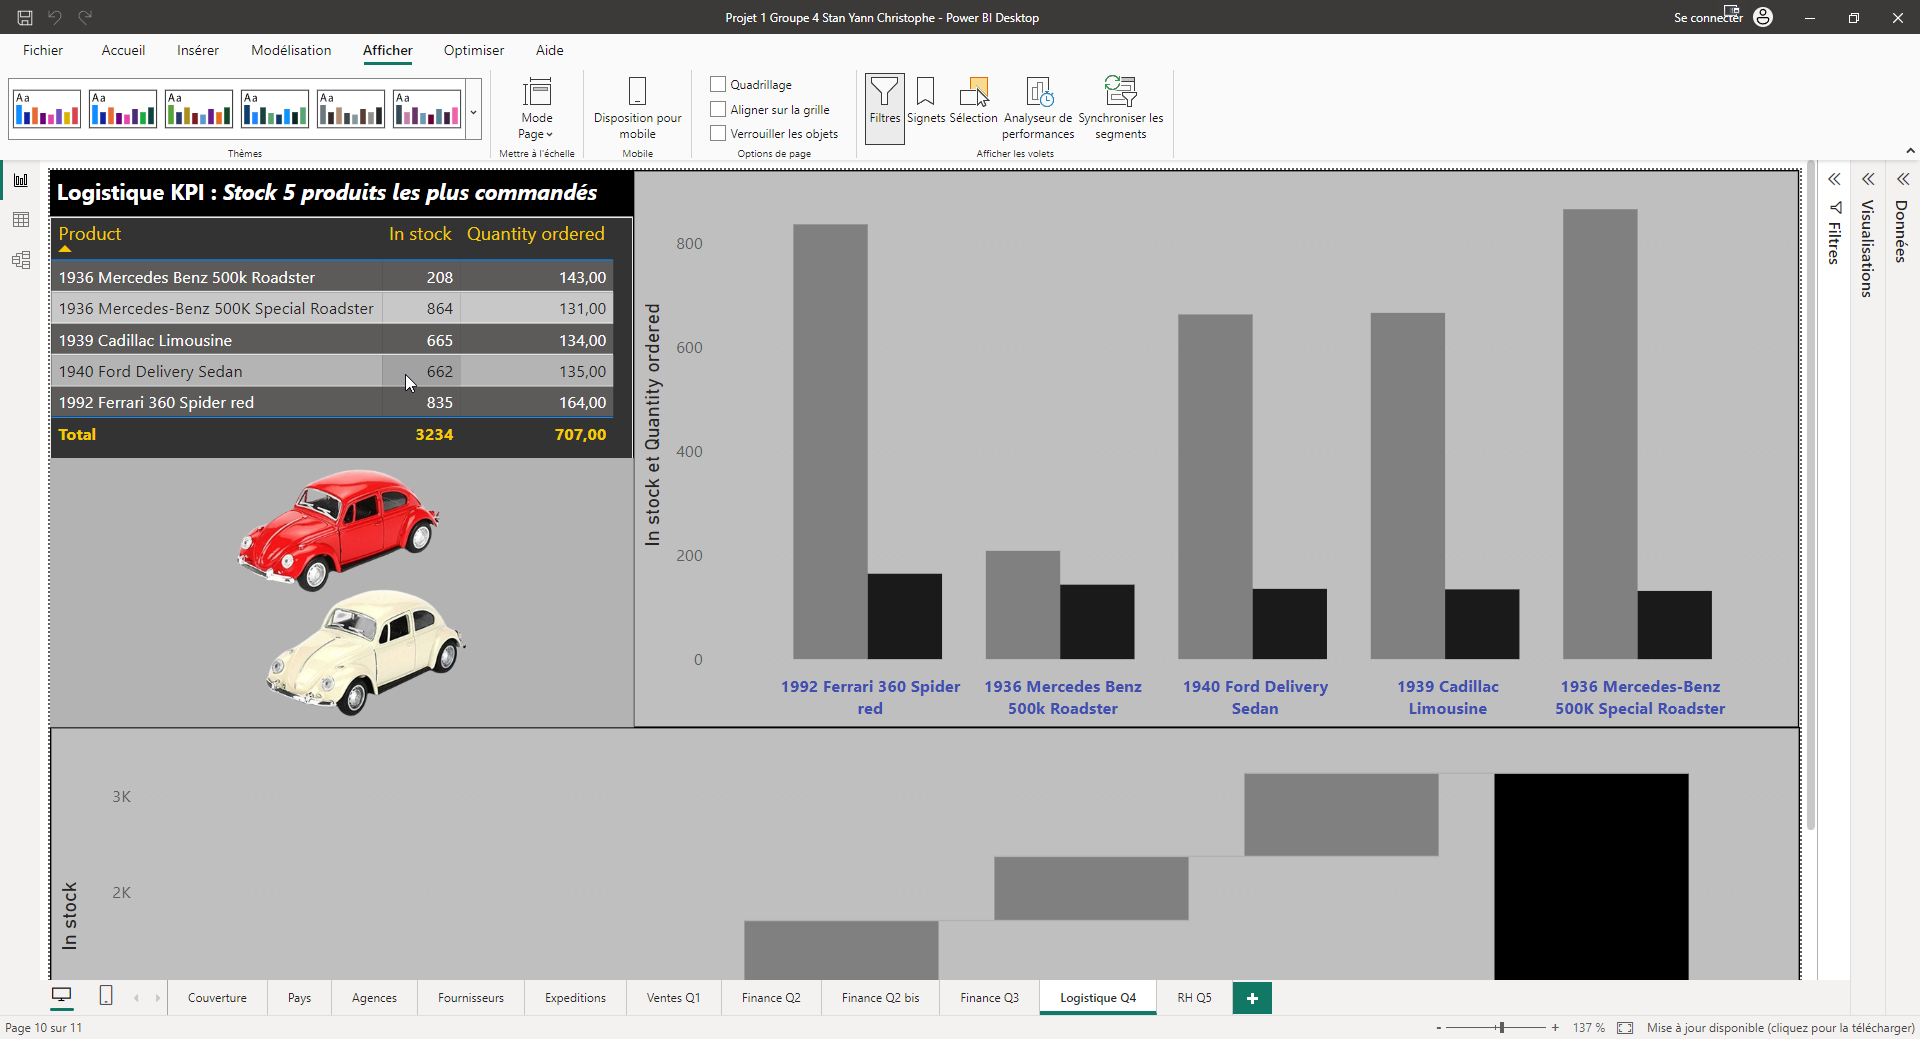 Projet 1 Groupe 4 Stan Yann Christophe - Power BI Desktop
Se connecter
Fichier Accueil Insérer Modélisation Afficher Optimiser Aide
Aa Aa Aa Aa Aa Aa
Thèmes
Mode
Page
Mettre à l'échelle
Disposition pour
mobile
Mobile
Quadrillage
Aligner sur la grille
Verrouiller les objets
Options de page
Filtres
Signets
Sélection
Analyseur de
performances
Synchroniser les
segments
Afficher les volets
Logistique KPI : Stock 5 produits les plus commandés
Product In stock Quantity ordered
1936 Mercedes Benz 500k Roadster 208 143,00
1936 Mercedes-Benz 500K Special Roadster 864 131,00
1939 Cadillac Limousine 665 134,00
1940 Ford Delivery Sedan 662 135,00
1992 Ferrari 360 Spider red 835 164,00
Total 3234 707,00
In stock et Quantity ordered
800
600
400
200
0
1992 Ferrari 360 Spider
red
1936 Mercedes Benz
500k Roadster
1940 Ford Delivery
Sedan
1939 Cadillac
Limousine
1936 Mercedes-Benz
500K Special Roadster
In stock
3K
2K
Filtres
Visualisations
Données
Couverture Pays Agences Fournisseurs Expeditions Ventes Q1 Finance Q2 Finance Q2 bis Finance Q3 Logistique Q4 RH Q5 +
Page 10 sur 11
- + 137 % Mise à jour disponible (cliquez pour la télécharger)